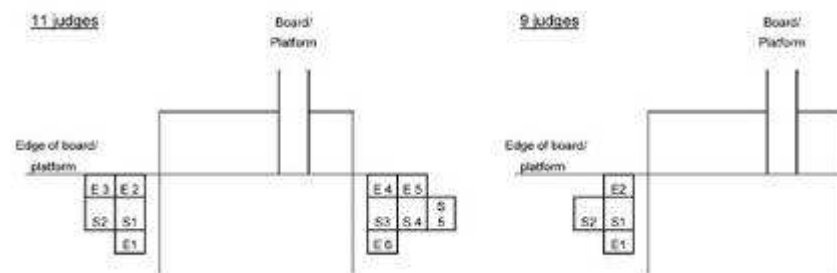 11 judges
Board/
Platform
Edge of board/
platform
E 3 E 2
S2 S1
E1
E 4 E 5
S3 S 4 S 5
E 6
9 judges
Board/
Platform
Edge of board/
platform
E2
S2 S1
E1